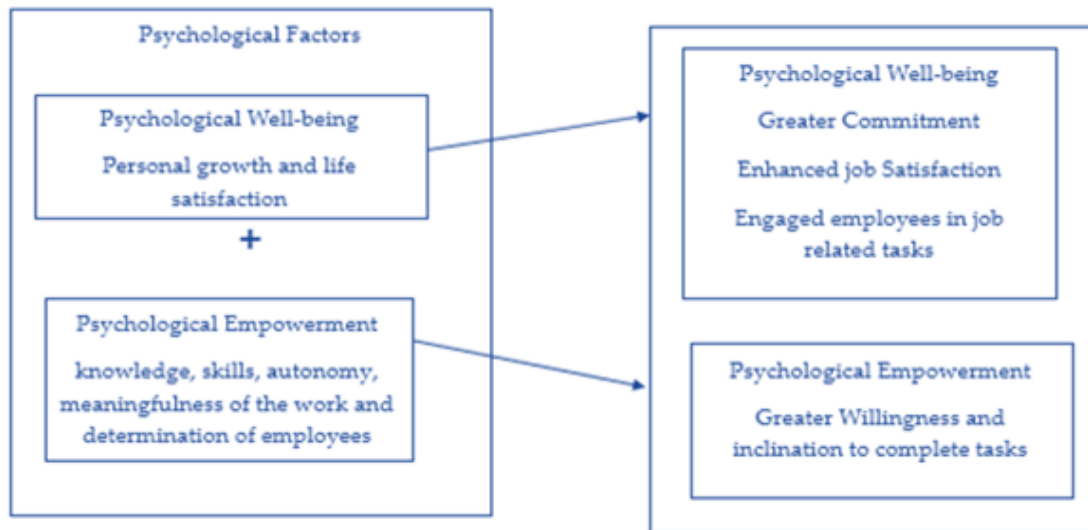 Psychological Factors
Psychological Well-being
Personal growth and life
satisfaction
+
Psychological Empowerment
knowledge, skills, autonomy,
meaningfulness of the work and
determination of employees
Psychological Well-being
Greater Commitment
Enhanced job Satisfaction
Engaged employees in job
related tasks
Psychological Empowerment
Greater Willingness and
inclination to complete tasks